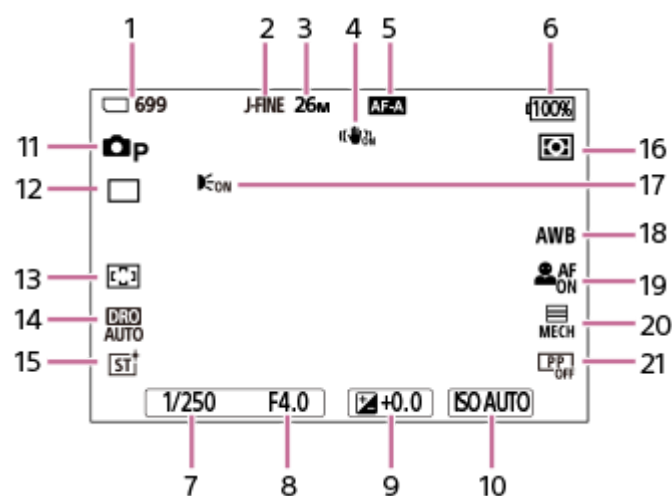 1 2 3 4 5 6
699 J-FINE 26M AF-A 100%
ON
11 P 16
12 ON 17
AWB 18
13 AF ON 19
14 DRO AUTO MECH 20
15 ST PP OFF 21
1/250 F4.0 +0.0 ISO AUTO
7 8 9 10